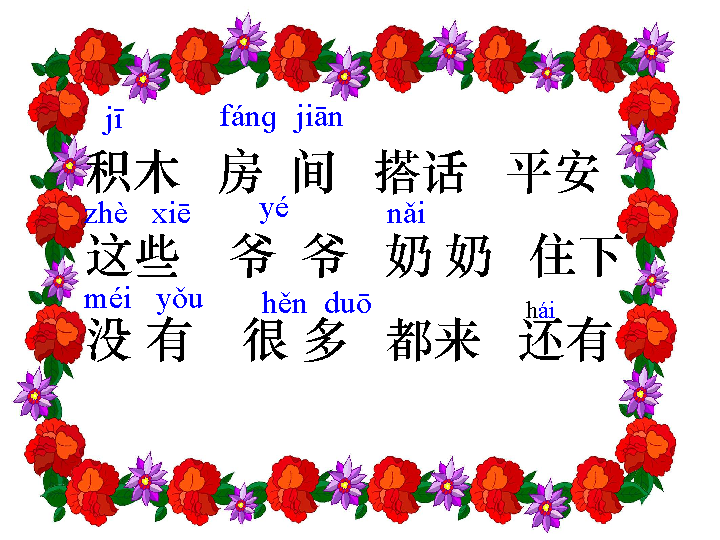 jī fáng jiān
积木 房间 搭话 平安
zhè xiē yé nǎi
这些 爷爷 奶奶 住下
méi yǒu hěn duō hái
没有 很多 都来 还有